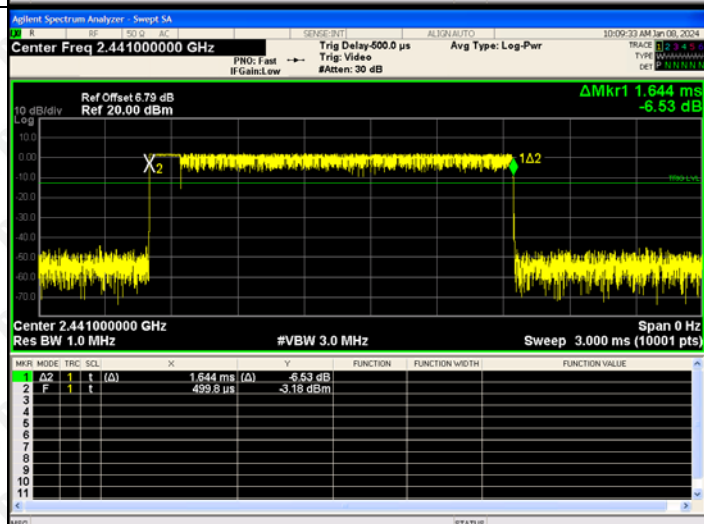 Agilent Spectrum Analyzer - Swept SA
LXI R RF 50 Ω AC SENSE:INT ALIGN AUTO 10:09:33 AM Jan 08, 2024
Center Freq 2.441000000 GHz Trig Delay-500.0 µs Avg Type: Log-Pwr TRACE 1 2 3 4 5 6
PNO: Fast Trig: Video TYPE
IFGain:Low #Atten: 30 dB DET P N N N N N
ΔMkr1 1.644 ms
-6.53 dB
Ref Offset 6.79 dB
10 dB/div Ref 20.00 dBm
Log
10.0
0.00
-10.0
-20.0
-30.0
-40.0
-50.0
-60.0
-70.0
X2
1Δ2
TRIG LVL
Center 2.441000000 GHz Span 0 Hz
Res BW 1.0 MHz #VBW 3.0 MHz Sweep 3.000 ms (10001 pts)
MKR MODE TRC SCL X Y FUNCTION FUNCTION WIDTH FUNCTION VALUE
1 Δ2 1 t (Δ) 1.644 ms (Δ) -6.53 dB
2 F 1 t 499.8 µs -3.18 dBm
3
4
5
6
7
8
9
10
11
MSG STATUS